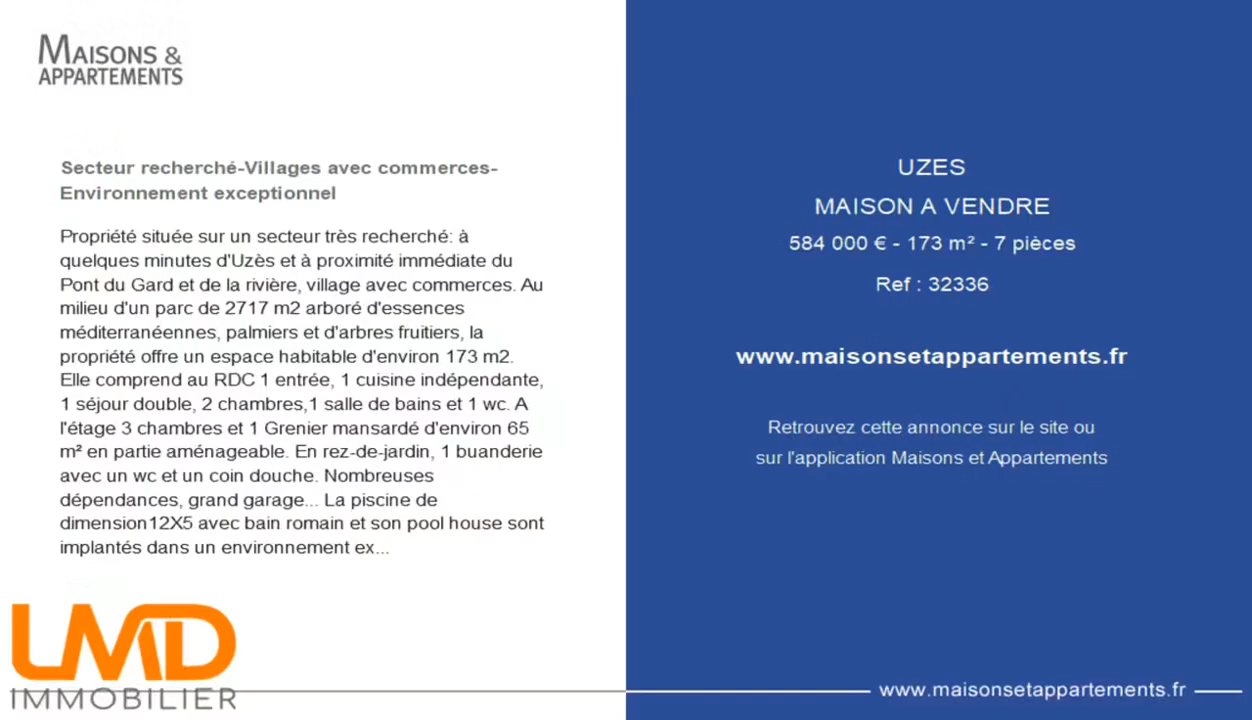 MAISONS &
APPARTEMENTS
Secteur recherché-Villages avec commerces-
Environnement exceptionnel
Propriété située sur un secteur très recherché: à
quelques minutes d'Uzès et à proximité immédiate du
Pont du Gard et de la rivière, village avec commerces. Au
milieu d'un parc de 2717 m2 arboré d'essences
méditerranéennes, palmiers et d'arbres fruitiers, la
propriété offre un espace habitable d'environ 173 m2.
Elle comprend au RDC 1 entrée, 1 cuisine indépendante,
1 séjour double, 2 chambres,1 salle de bains et 1 wc. A
l'étage 3 chambres et 1 Grenier mansardé d'environ 65
m² en partie aménageable. En rez-de-jardin, 1 buanderie
avec un wc et un coin douche. Nombreuses
dépendances, grand garage... La piscine de
dimension12X5 avec bain romain et son pool house sont
implantés dans un environnement ex...
LMD
IMMOBILIER
UZES
MAISON A VENDRE
584 000 € - 173 m² - 7 pièces
Ref : 32336
www.maisonsetappartements.fr
Retrouvez cette annonce sur le site ou
sur l'application Maisons et Appartements
www.maisonsetappartements.fr